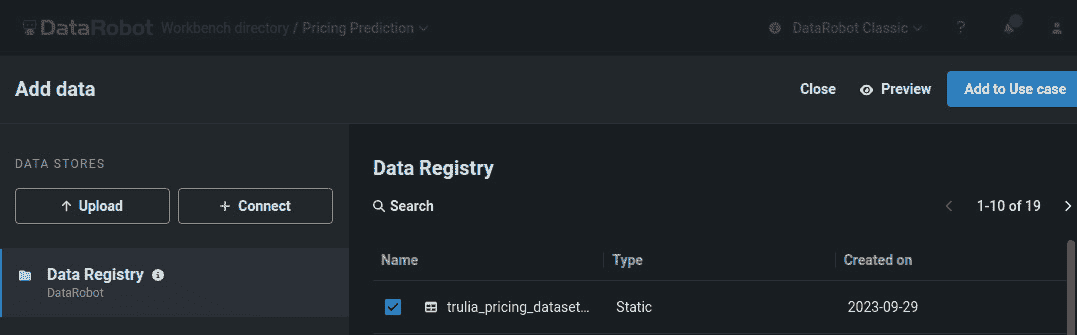 DataRobot Workbench directory / Pricing Prediction DataRobot Classic ?
Add data Close Preview Add to Use case
DATA STORES
Data Registry
Upload Connect
Search 1-10 of 19
Name Type Created on
Data Registry
DataRobot
trulia_pricing_dataset... Static 2023-09-29